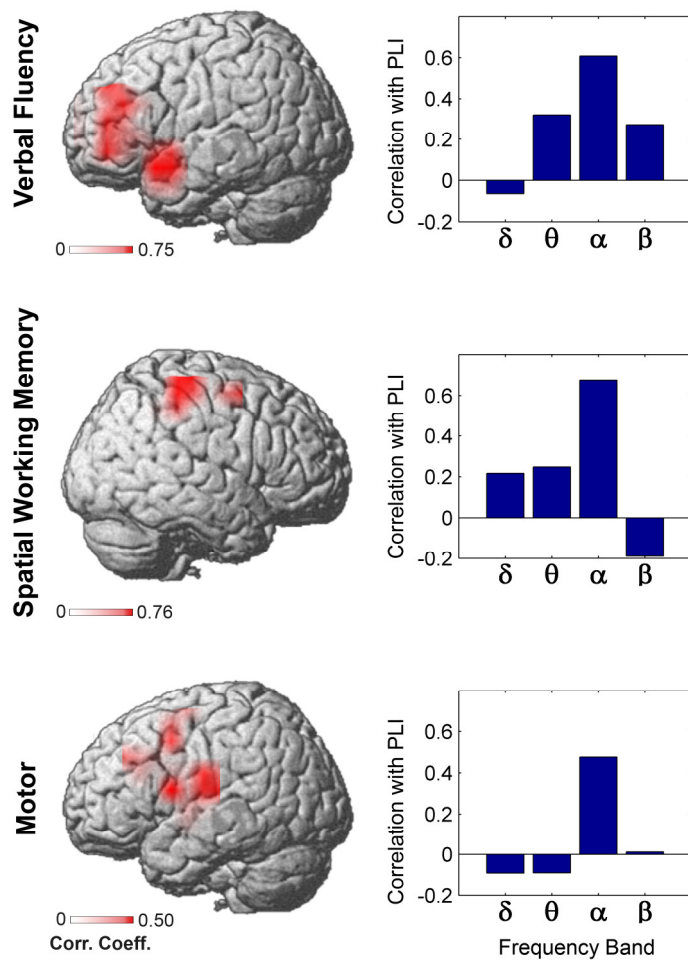 Verbal Fluency
0 0.75
Correlation with PLI
0.6
0.4
0.2
0
-0.2
δ θ α β
Spatial Working Memory
0 0.76
Correlation with PLI
0.6
0.4
0.2
0
-0.2
δ θ α β
Motor
0 0.50
Corr. Coeff.
Correlation with PLI
0.6
0.4
0.2
0
-0.2
δ θ α β
Frequency Band